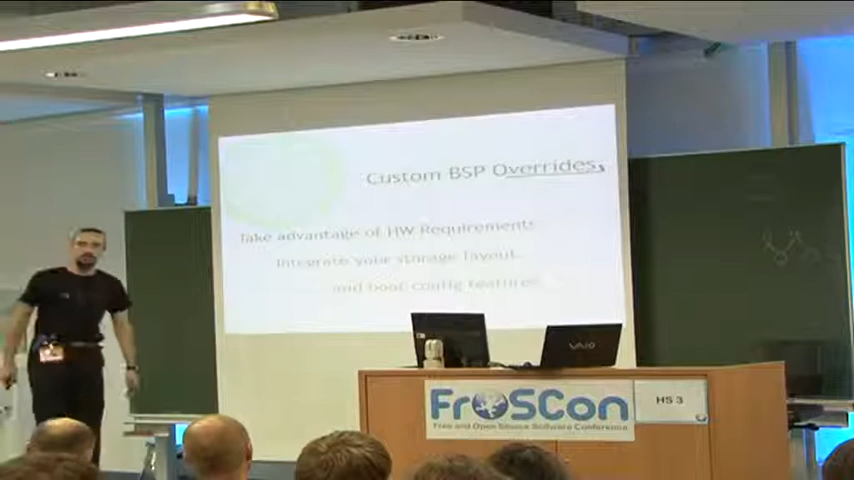 Custom BSP Overrides
Take advantage of HW Requirements
Integrate your storage layout
and boot config features
VAIO
FrOSCon
Free and Open Source Software Conference
HS 3